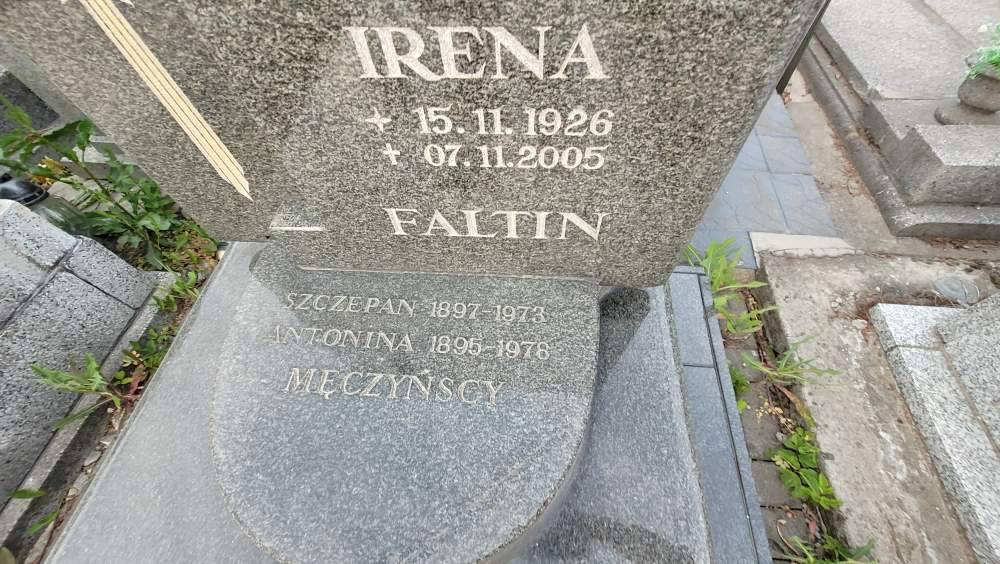 IRENA
+ 15.11.1926
+ 07.11.2005
FALTIN
SZCZEPAN 1897-1973
ANTONINA 1895-1978
MĘCZYŃSCY